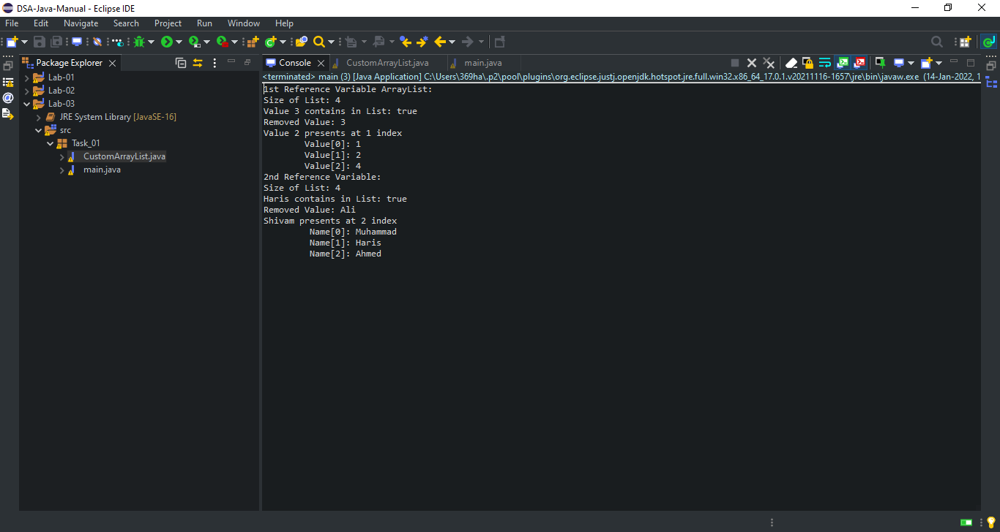 DSA-Java-Manual - Eclipse IDE
File Edit Navigate Search Project Run Window Help
Package Explorer
Lab-01
Lab-02
Lab-03
JRE System Library [JavaSE-16]
src
Task_01
CustomArrayList.java
main.java
Console CustomArrayList.java main.java
<terminated> main (3) [Java Application] C:\Users\369ha\.p2\pool\plugins\org.eclipse.justj.openjdk.hotspot.jre.full.win32.x86_64_17.0.1.v20211116-1657\jre\bin\javaw.exe (14-Jan-2022, 1
1st Reference Variable ArrayList:
Size of List: 4
Value 3 contains in List: true
Removed Value: 3
Value 2 presents at 1 index
Value[0]: 1
Value[1]: 2
Value[2]: 4
2nd Reference Variable:
Size of List: 4
Haris contains in List: true
Removed Value: Ali
Shivam presents at 2 index
Name[0]: Muhammad
Name[1]: Haris
Name[2]: Ahmed